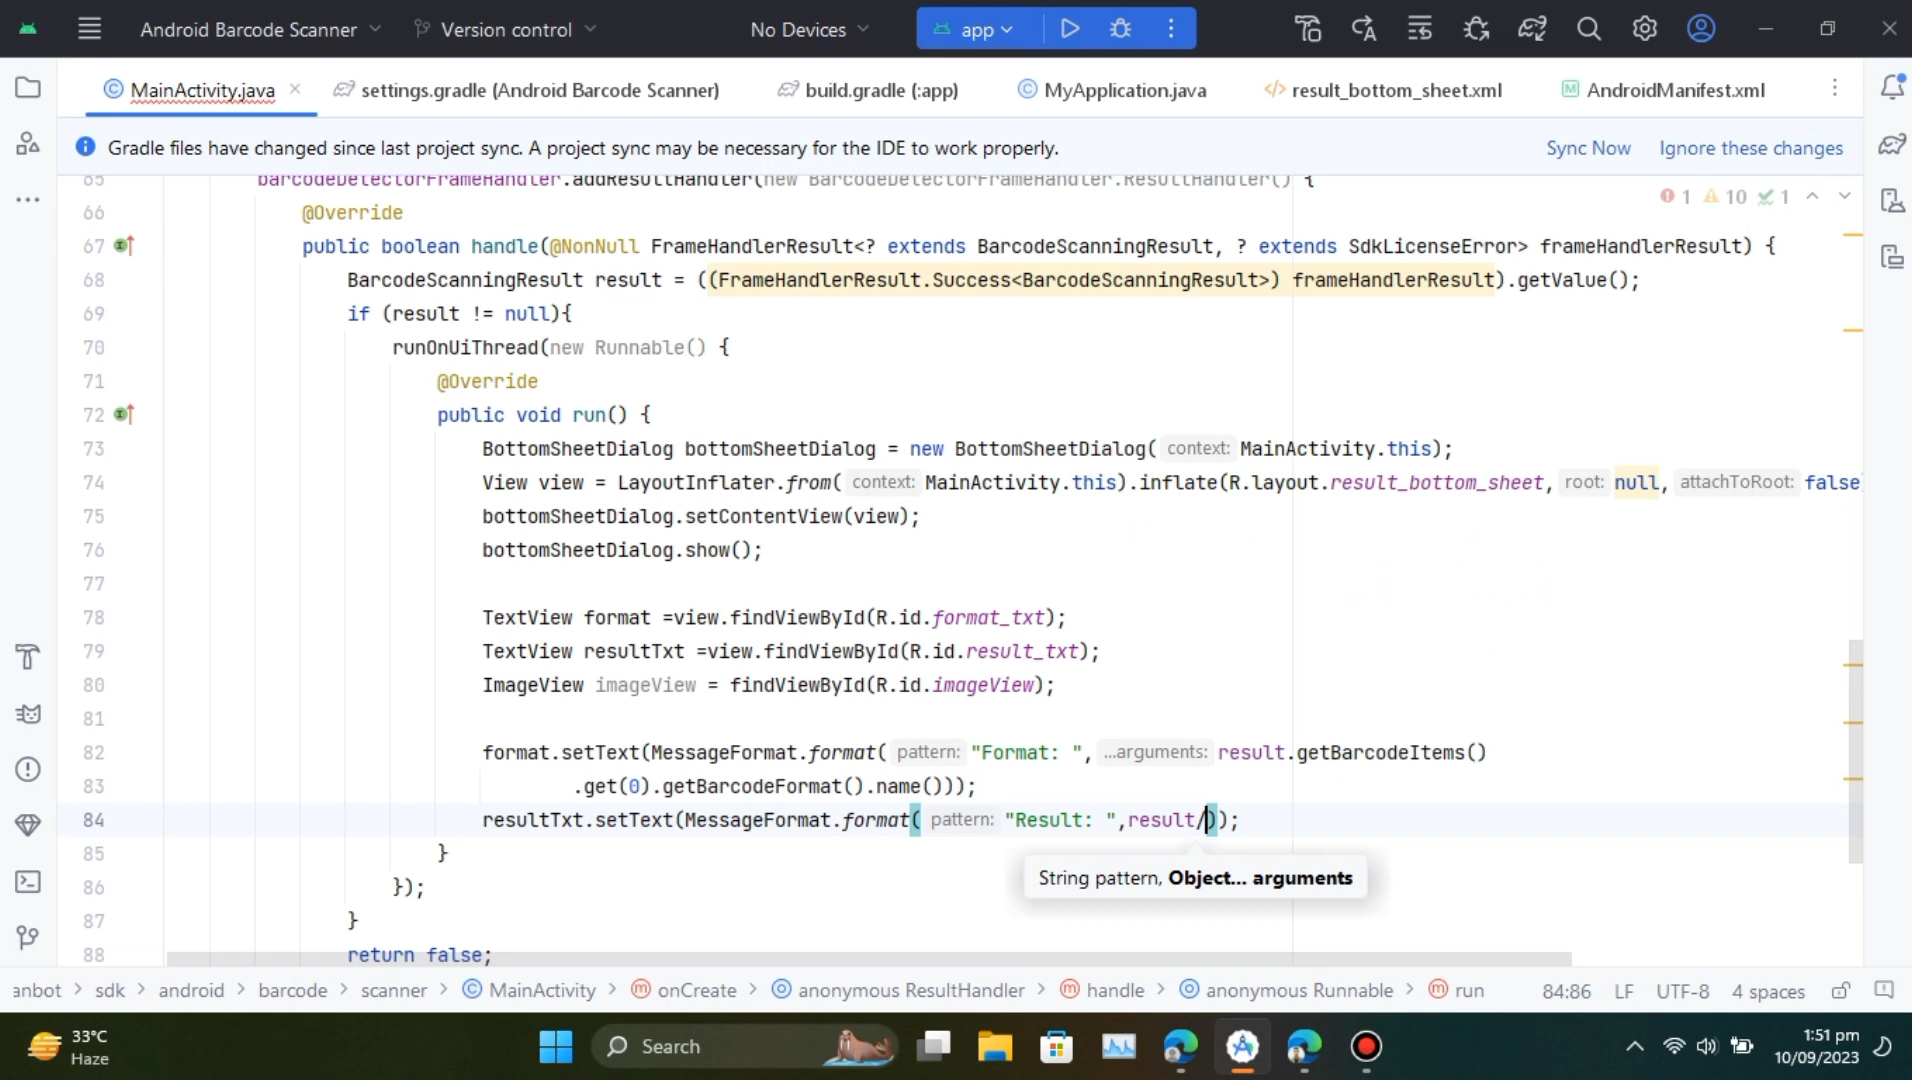 Android Barcode Scanner
Version control
No Devices
app
MainActivity.java
settings.gradle (Android Barcode Scanner)
build.gradle (:app)
MyApplication.java
result_bottom_sheet.xml
AndroidManifest.xml
Gradle files have changed since last project sync. A project sync may be necessary for the IDE to work properly.
Sync Now
Ignore these changes
65 barcodeDetectorFrameHandler.addResultHandler(new BarcodeDetectorFrameHandler.ResultHandler() {
1 10 1
66 @Override
67 public boolean handle(@NonNull FrameHandlerResult<? extends BarcodeScanningResult, ? extends SdkLicenseError> frameHandlerResult) {
68 BarcodeScanningResult result = ((FrameHandlerResult.Success<BarcodeScanningResult>) frameHandlerResult).getValue();
69 if (result != null){
70 runOnUiThread(new Runnable() {
71 @Override
72 public void run() {
73 BottomSheetDialog bottomSheetDialog = new BottomSheetDialog( context: MainActivity.this);
74 View view = LayoutInflater.from( context: MainActivity.this).inflate(R.layout.result_bottom_sheet, root: null, attachToRoot: false
75 bottomSheetDialog.setContentView(view);
76 bottomSheetDialog.show();
77
78 TextView format =view.findViewById(R.id.format_txt);
79 TextView resultTxt =view.findViewById(R.id.result_txt);
80 ImageView imageView = findViewById(R.id.imageView);
81
82 format.setText(MessageFormat.format( pattern: "Format: ", ...arguments: result.getBarcodeItems()
83 .get(0).getBarcodeFormat().name()));
84 resultTxt.setText(MessageFormat.format( pattern: "Result: ",result/));
85 }
String pattern, Object... arguments
86 });
87 }
88 return false;
anbot > sdk > android > barcode > scanner > MainActivity > onCreate > anonymous ResultHandler > handle > anonymous Runnable > run
84:86 LF UTF-8 4 spaces
33°C
Haze
Search
1:51 pm
10/09/2023